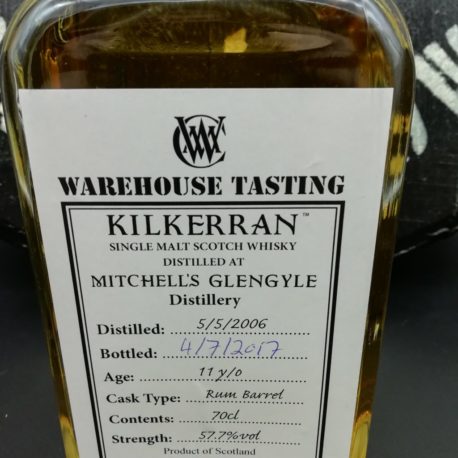 WAREHOUSE TASTING
KILKERRAN™
SINGLE MALT SCOTCH WHISKY
DISTILLED AT
MITCHELL'S GLENGYLE
Distillery
Distilled: 5/5/2006
Bottled: 4/7/2017
Age: 11 y/o
Cask Type: Rum Barrel
Contents: 70cl
Strength: 57.7%vol
Product of Scotland